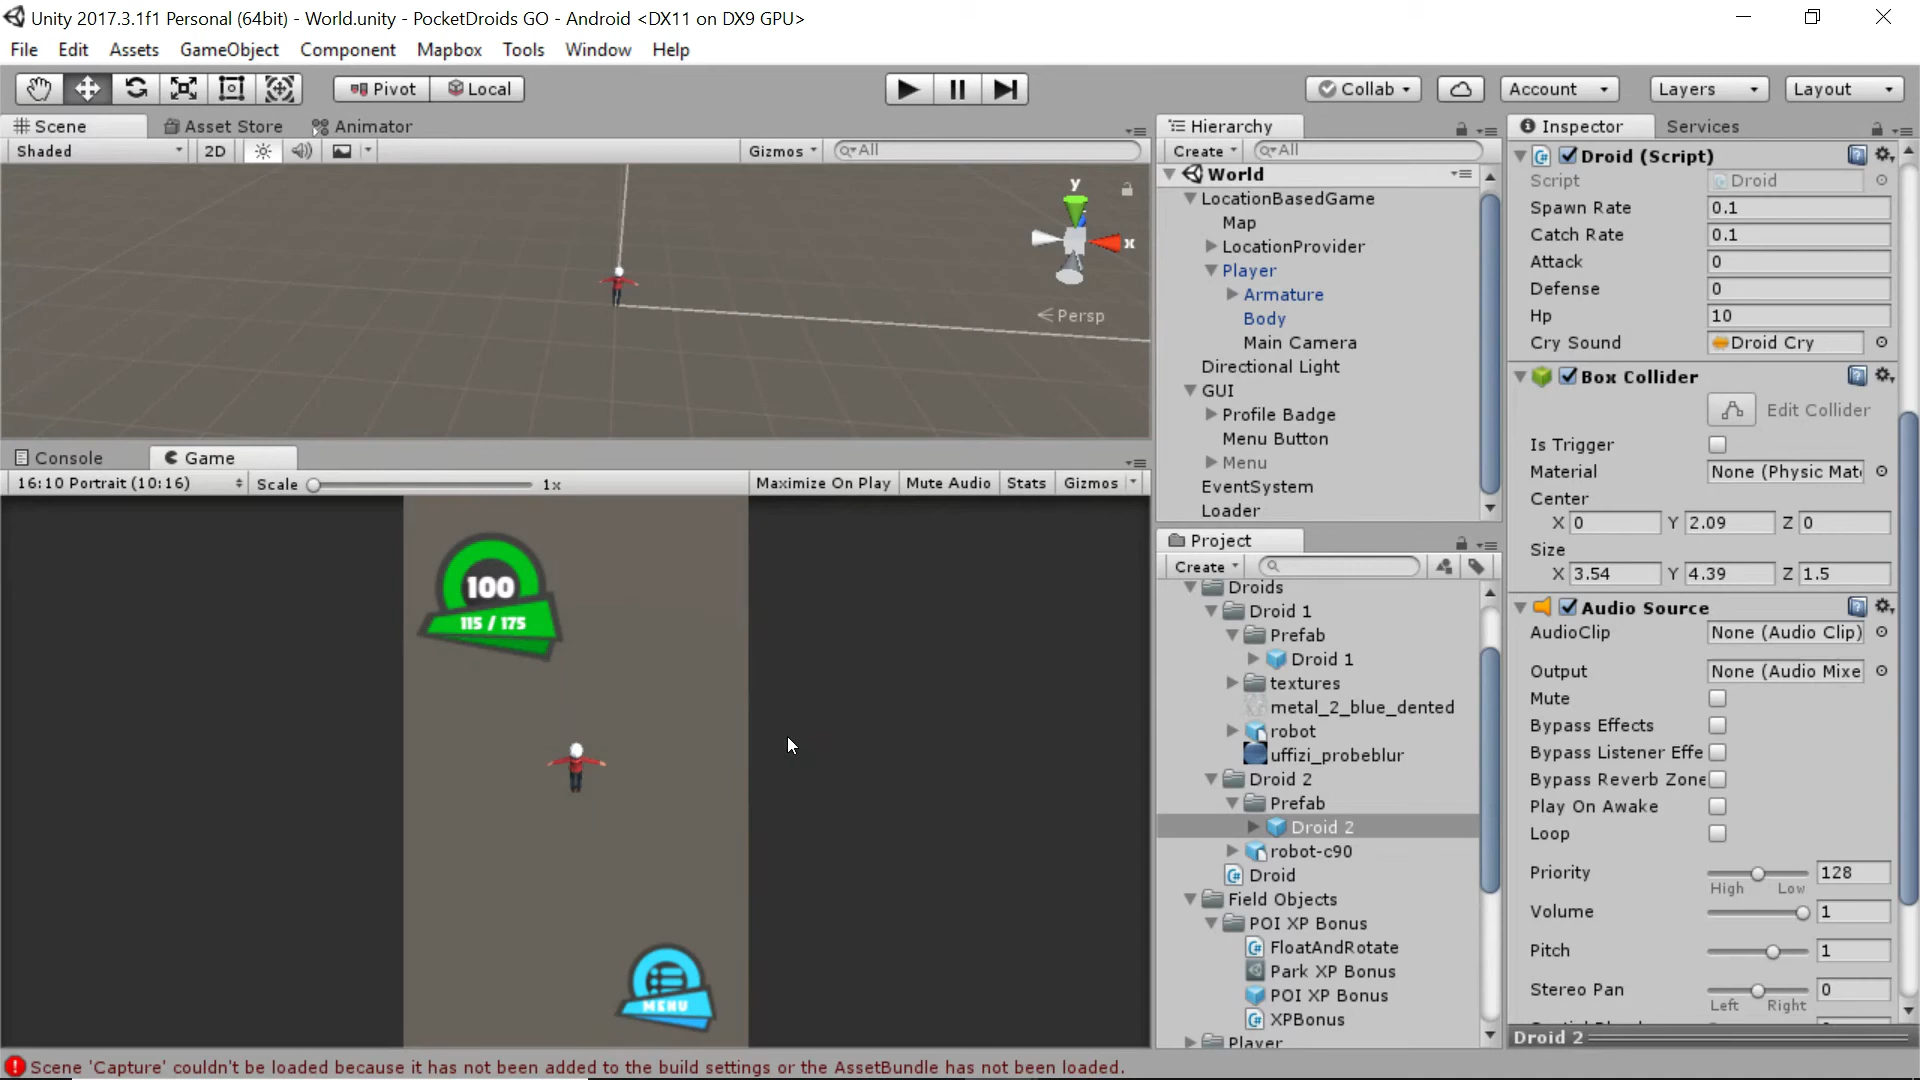 Unity 2017.3.1f1 Personal (64bit) - World.unity - PocketDroids GO - Android <DX11 on DX9 GPU>
File Edit Assets GameObject Component Mapbox Tools Window Help
Pivot Local Collab Account Layers Layout
Scene Asset Store Animator
Shaded 2D Gizmos All
y
x
Persp
Console Game
16:10 Portrait (10:16) Scale 1x Maximize On Play Mute Audio Stats Gizmos
100
115 / 175
MENU
Hierarchy
Create All
World
LocationBasedGame
Map
LocationProvider
Player
Armature
Body
Main Camera
Directional Light
GUI
Profile Badge
Menu Button
Menu
EventSystem
Loader
Project
Create
Droids
Droid 1
Prefab
Droid 1
textures
metal_2_blue_dented
robot
uffizi_probeblur
Droid 2
Prefab
Droid 2
robot-c90
Droid
Field Objects
POI XP Bonus
FloatAndRotate
Park XP Bonus
POI XP Bonus
XPBonus
Player
Inspector Services
Droid (Script)
Script Droid
Spawn Rate 0.1
Catch Rate 0.1
Attack 0
Defense 0
Hp 10
Cry Sound Droid Cry
Box Collider
Edit Collider
Is Trigger
Material None (Physic Mat
Center
X 0 Y 2.09 Z 0
Size
X 3.54 Y 4.39 Z 1.5
Audio Source
AudioClip None (Audio Clip)
Output None (Audio Mixe
Mute
Bypass Effects
Bypass Listener Effe
Bypass Reverb Zone
Play On Awake
Loop
Priority 128
High Low
Volume 1
Pitch 1
Stereo Pan 0
Left Right
Droid 2
Scene 'Capture' couldn't be loaded because it has not been added to the build settings or the AssetBundle has not been loaded.